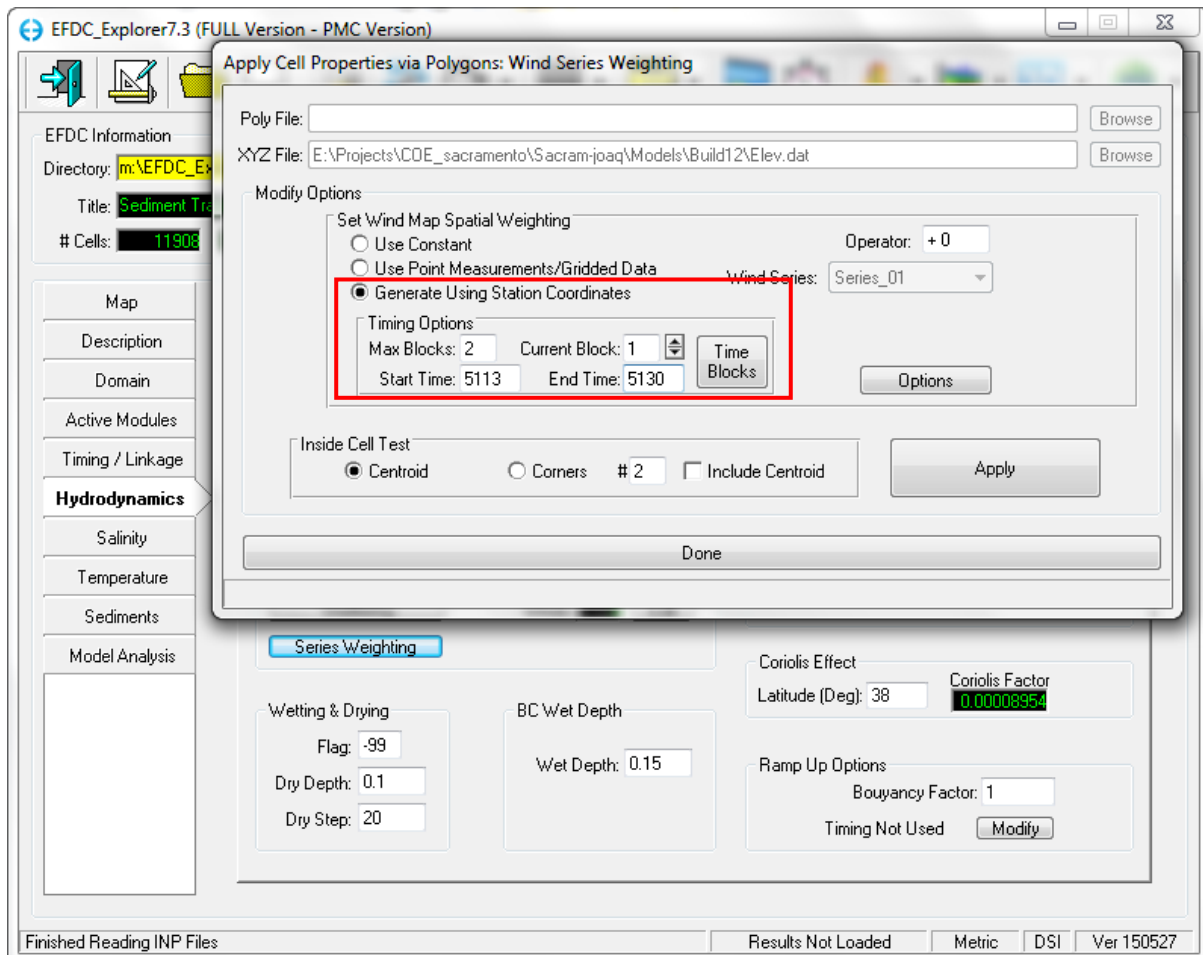 EFDC_Explorer7.3 (FULL Version - PMC Version)
Apply Cell Properties via Polygons: Wind Series Weighting
Poly File:
Browse
XYZ File: E:\Projects\COE_sacramento\Sacram-joaq\Models\Build12\Elev.dat
Browse
EFDC Information
Directory: m:\EFDC_Ex
Title: Sediment Tra
# Cells: 11908
Modify Options
Set Wind Map Spatial Weighting
Use Constant
Operator: + 0
Use Point Measurements/Gridded Data
Wind Series: Series_01
Generate Using Station Coordinates
Timing Options
Max Blocks: 2 Current Block: 1
Start Time: 5113 End Time: 5130
Time Blocks
Options
Inside Cell Test
Centroid Corners # 2 Include Centroid
Apply
Done
Map
Description
Domain
Active Modules
Timing / Linkage
Hydrodynamics
Salinity
Temperature
Sediments
Model Analysis
Series Weighting
Wetting & Drying
Flag: -99
Dry Depth: 0.1
Dry Step: 20
BC Wet Depth
Wet Depth: 0.15
Coriolis Effect
Latitude (Deg): 38
Coriolis Factor
0.00008954
Ramp Up Options
Bouyancy Factor: 1
Timing Not Used Modify
Finished Reading INP Files
Results Not Loaded
Metric
DSI
Ver 150527